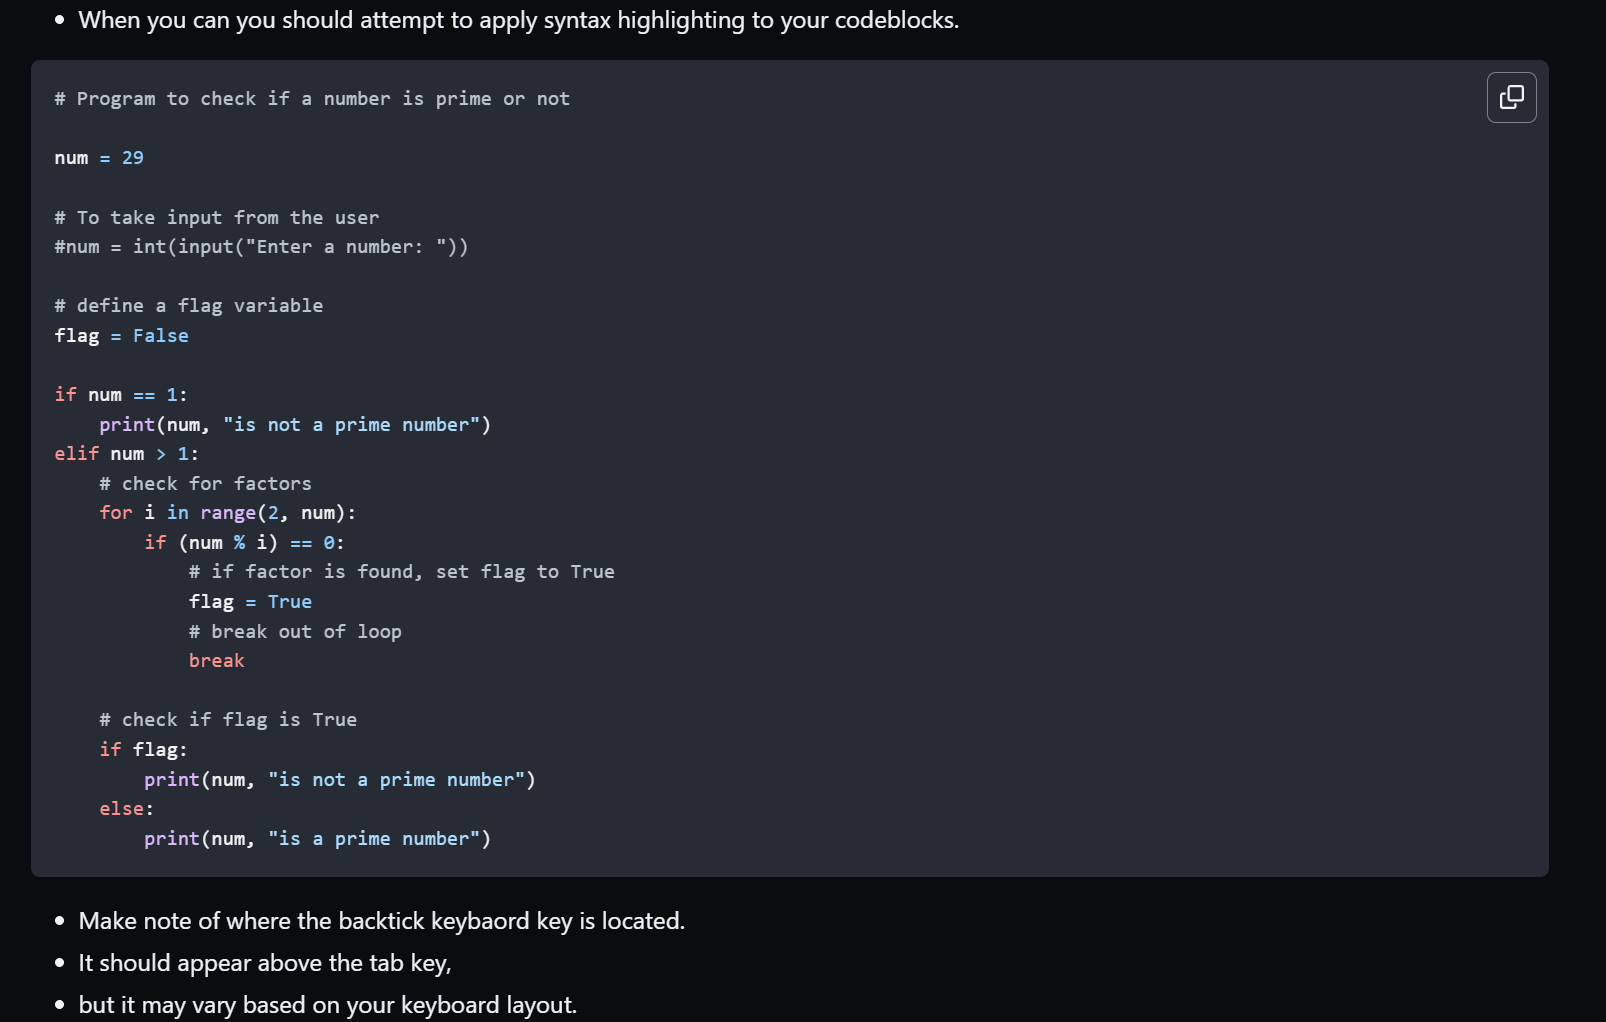 When you can you should attempt to apply syntax highlighting to your codeblocks.
# Program to check if a number is prime or not

num = 29

# To take input from the user
#num = int(input("Enter a number: "))

# define a flag variable
flag = False

if num == 1:
    print(num, "is not a prime number")
elif num > 1:
    # check for factors
    for i in range(2, num):
        if (num % i) == 0:
            # if factor is found, set flag to True
            flag = True
            # break out of loop
            break

    # check if flag is True
    if flag:
        print(num, "is not a prime number")
    else:
        print(num, "is a prime number")
Make note of where the backtick keybaord key is located.
It should appear above the tab key,
but it may vary based on your keyboard layout.